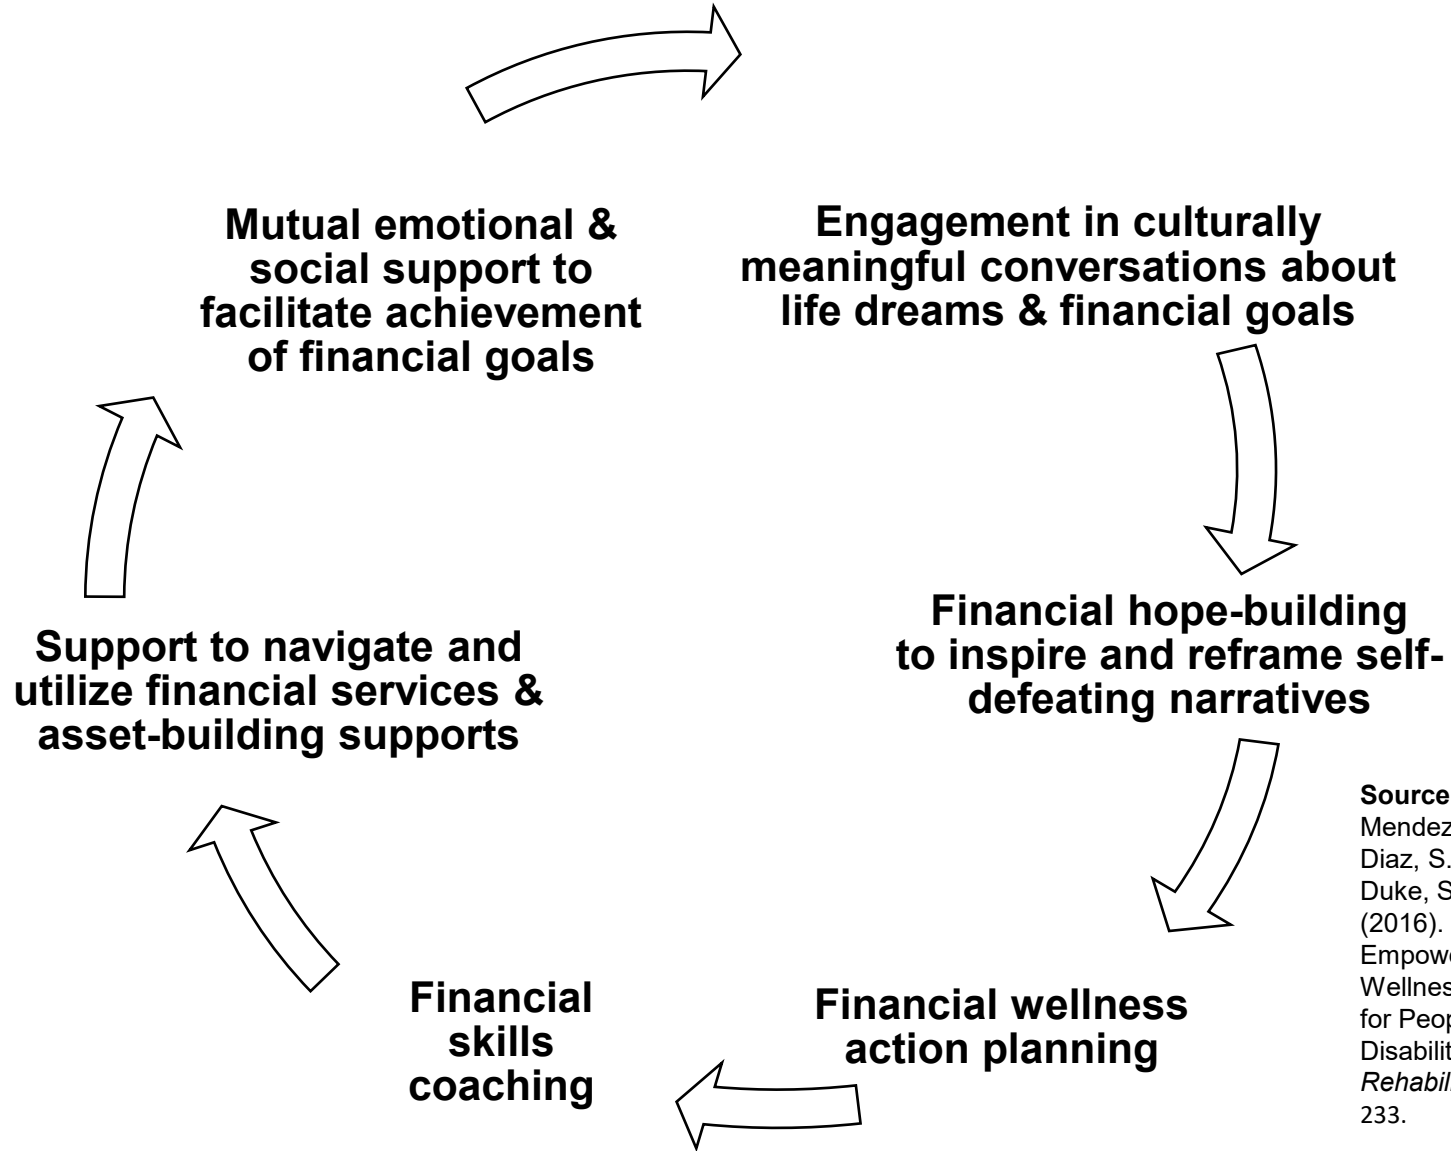 Mutual emotional &
social support to
facilitate achievement
of financial goals
Engagement in culturally
meaningful conversations about
life dreams & financial goals
Financial hope-building
to inspire and reframe self-
defeating narratives
Support to navigate and
utilize financial services &
asset-building supports
Financial
skills
coaching
Financial wellness
action planning
Source
Mendez
Diaz, S.
Duke, S
(2016).
Empowe
Wellnes
for Peop
Disabilit
Rehabil
233.